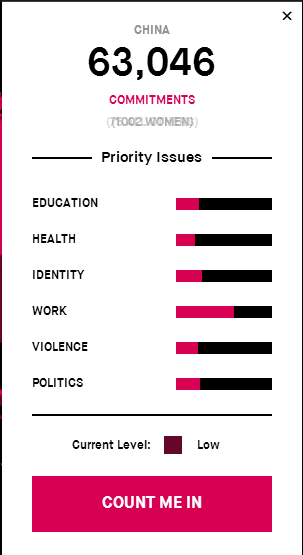 ×
CHINA
63,046
COMMITMENTS
Priority Issues
EDUCATION
HEALTH
IDENTITY
WORK
VIOLENCE
POLITICS
Current Level: Low
COUNT ME IN